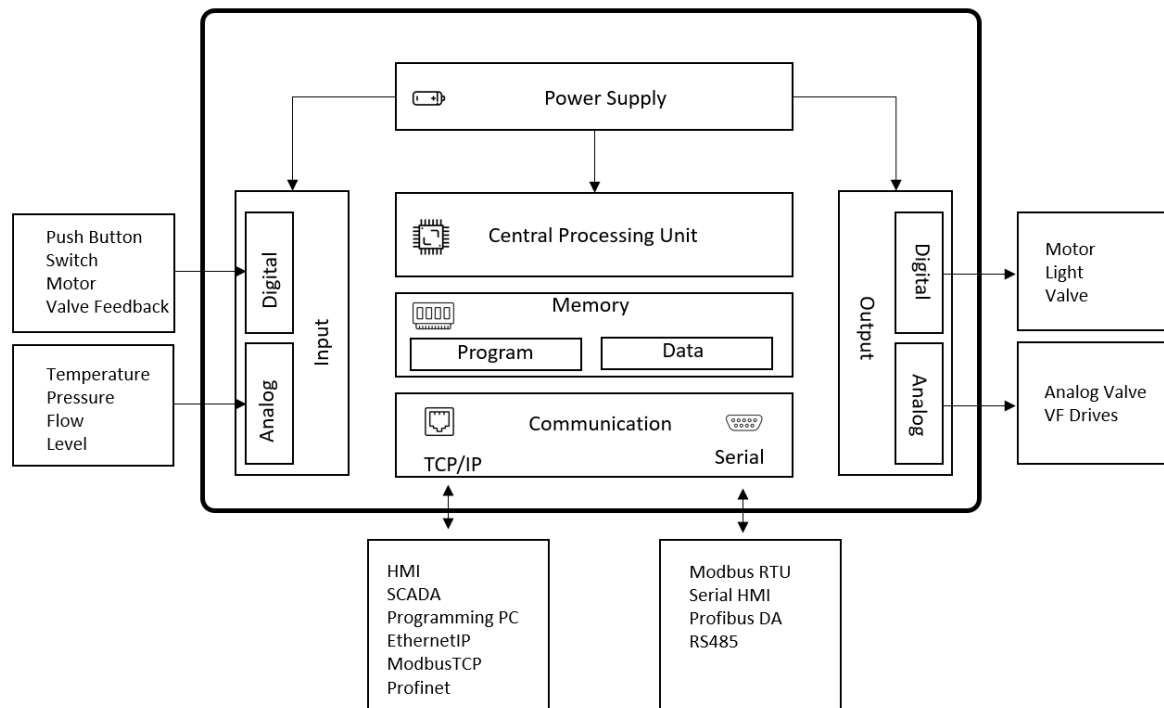 Power Supply
Central Processing Unit
Memory
Program
Data
Communication
TCP/IP
Serial
Input
Digital
Analog
Output
Digital
Analog
Push Button
Switch
Motor
Valve Feedback
Temperature
Pressure
Flow
Level
Motor
Light
Valve
Analog Valve
VF Drives
HMI
SCADA
Programming PC
EthernetIP
ModbusTCP
Profinet
Modbus RTU
Serial HMI
Profibus DA
RS485